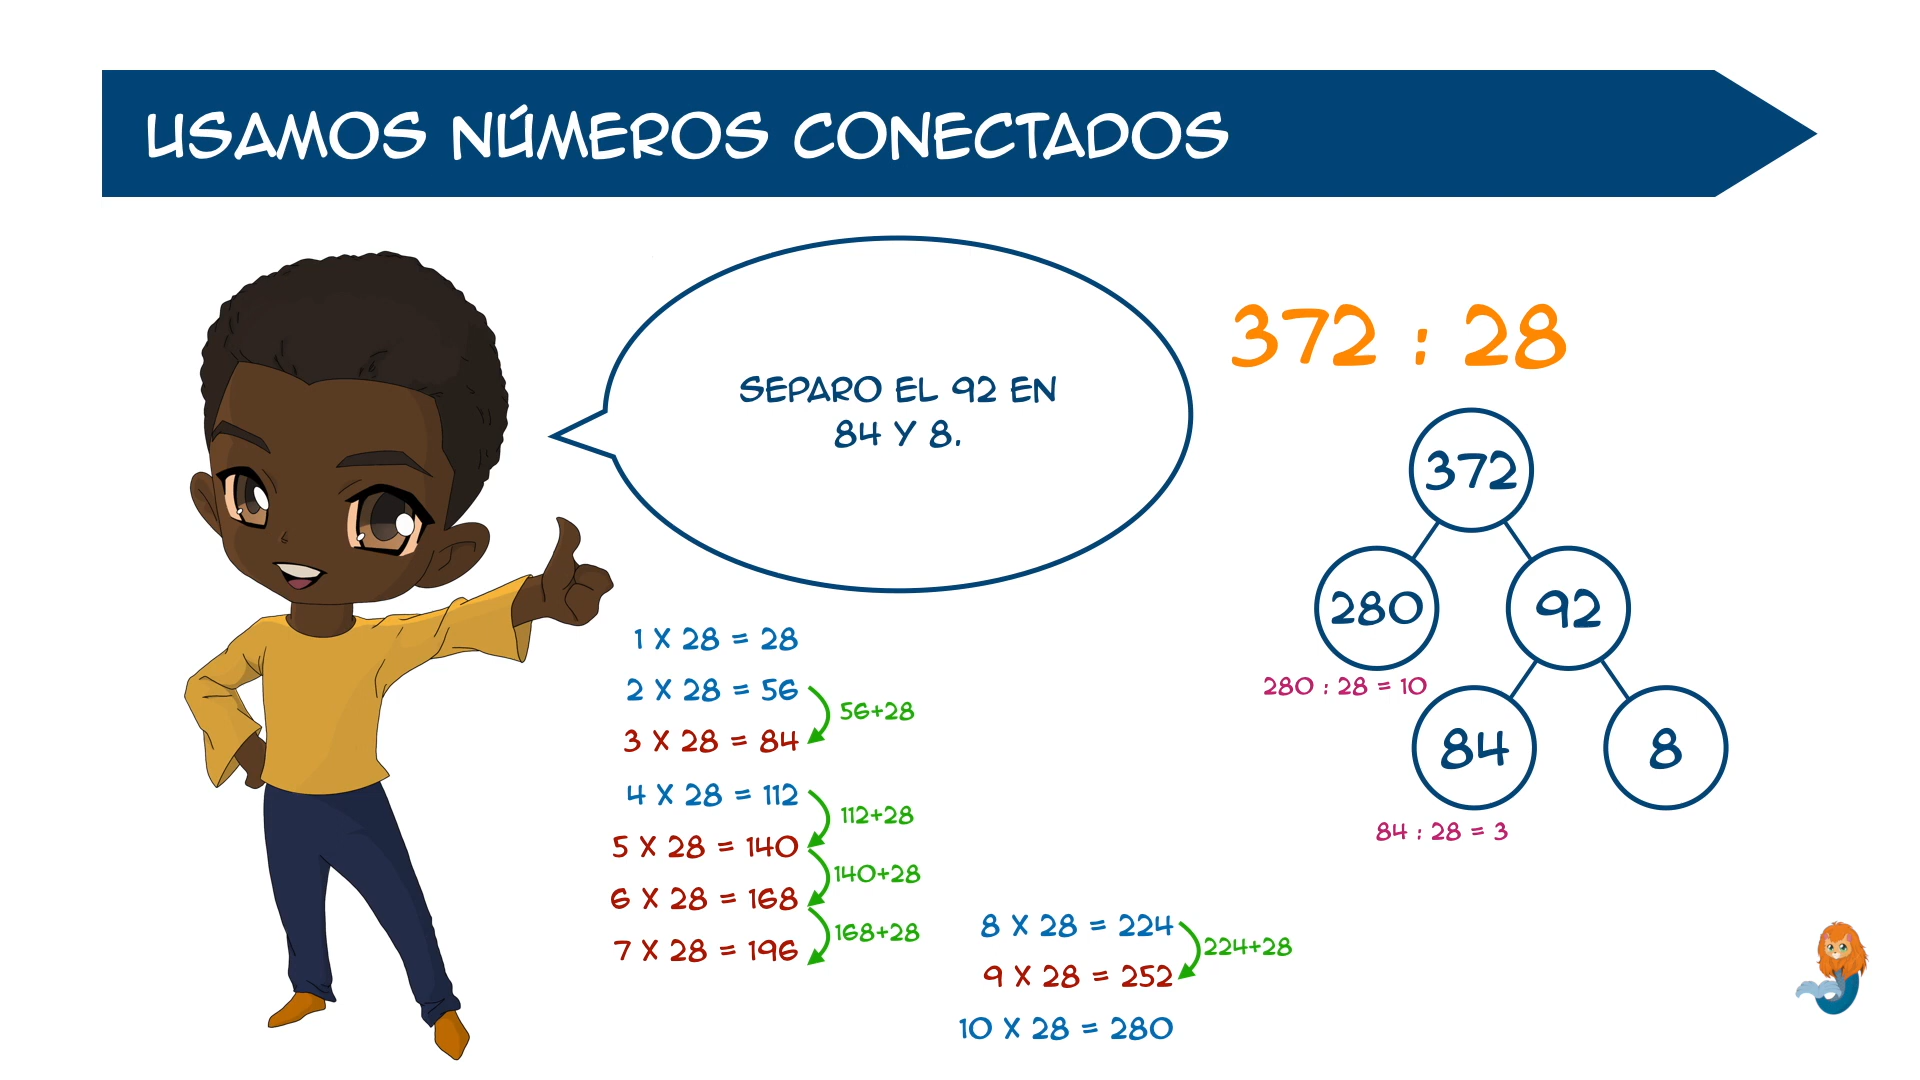 USAMOS NÚMEROS CONECTADOS
SEPARO EL 92 EN
84 Y 8.
372 : 28
372
280
92
280 : 28 = 10
84
8
84 : 28 = 3
1 X 28 = 28
2 X 28 = 56
56+28
3 X 28 = 84
4 X 28 = 112
112+28
5 X 28 = 140
140+28
6 X 28 = 168
168+28
7 X 28 = 196
8 X 28 = 224
224+28
9 X 28 = 252
10 X 28 = 280